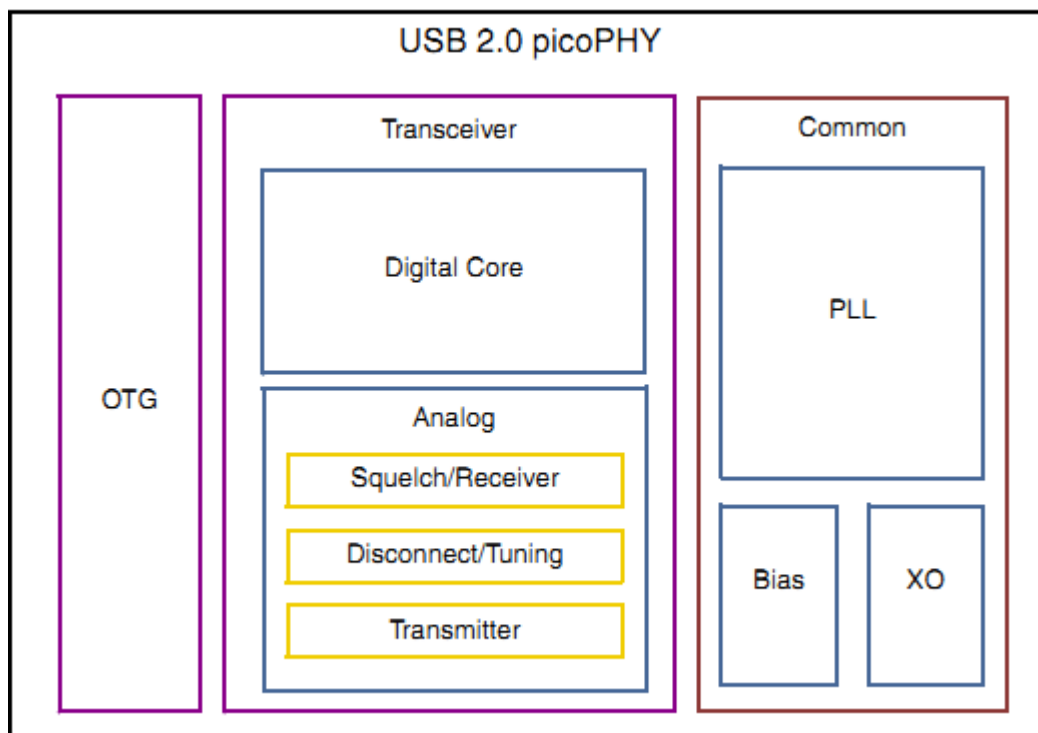 USB 2.0 picoPHY
OTG
Transceiver
Digital Core
Analog
Squelch/Receiver
Disconnect/Tuning
Transmitter
Common
PLL
Bias
XO